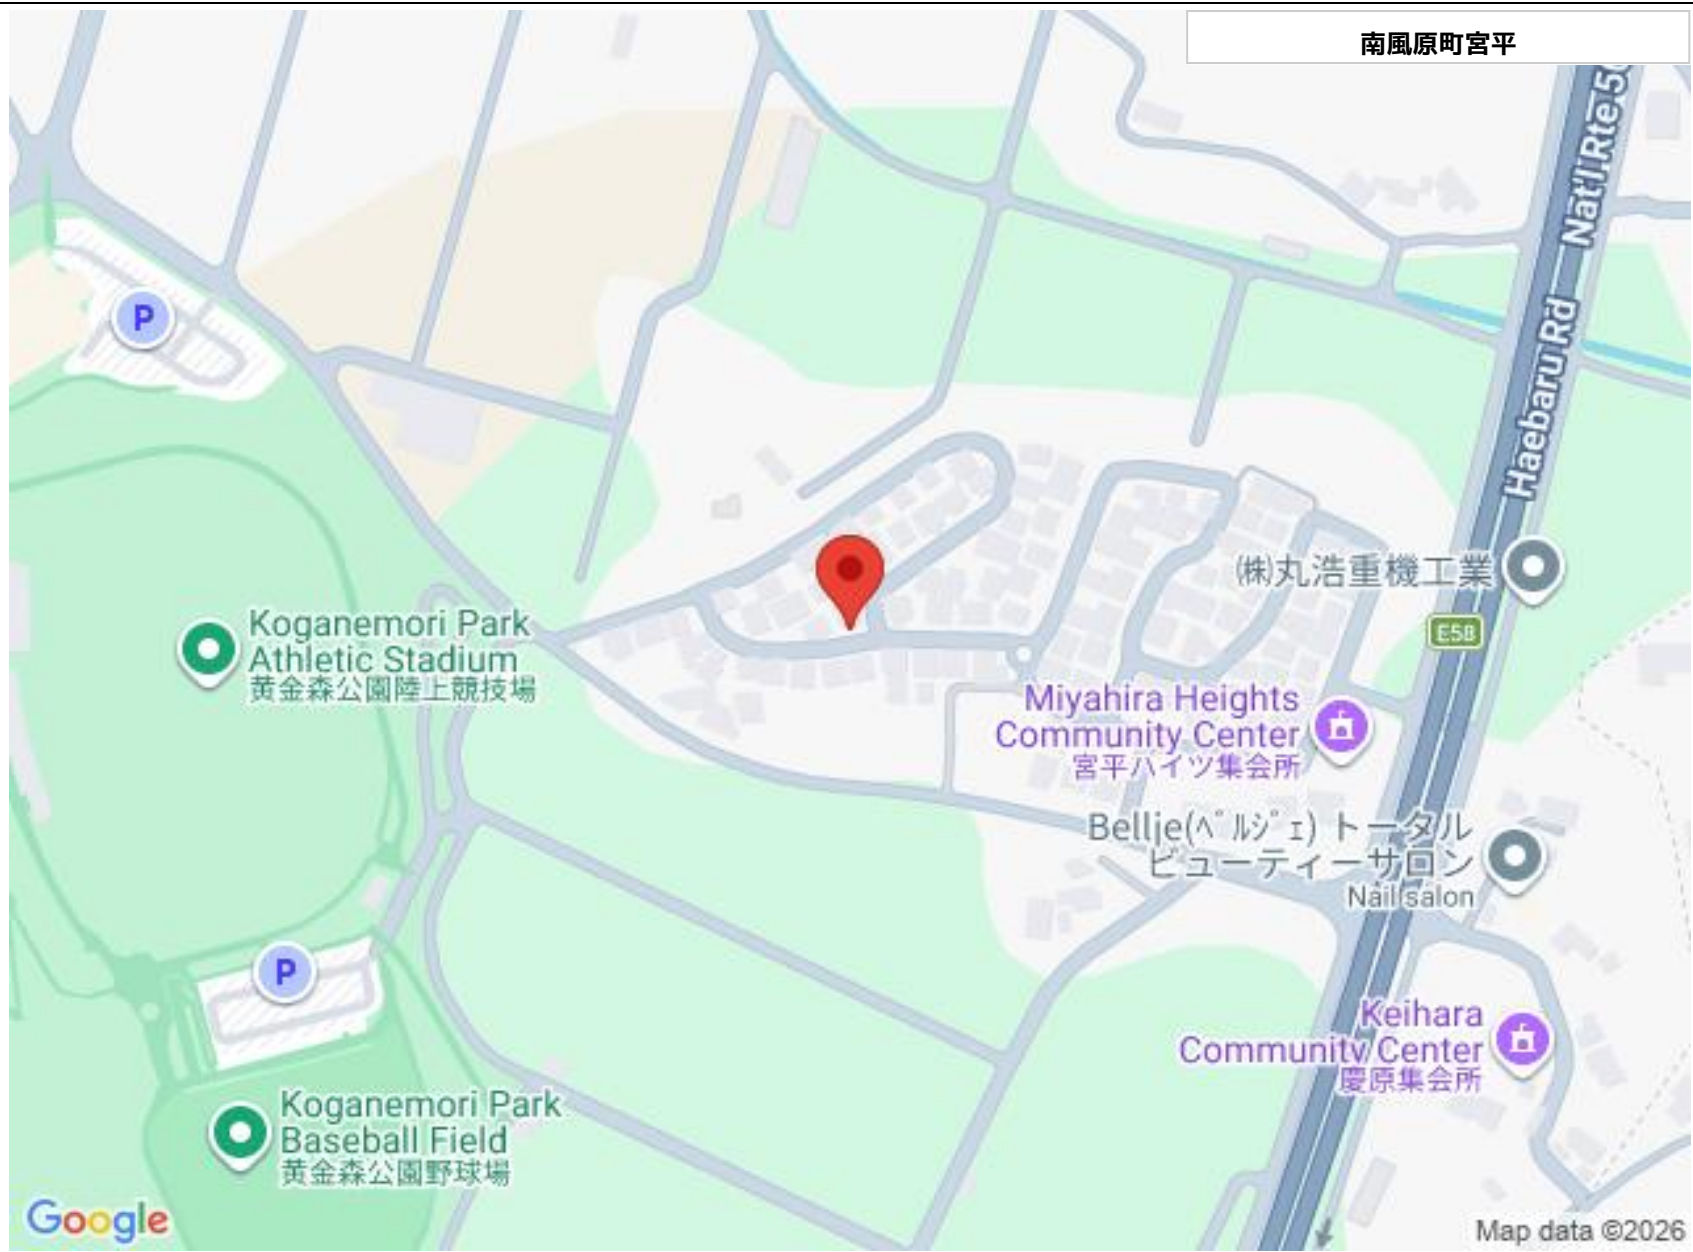 南風原町宮平
Nat'l Rte 50
Haebaru Rd
P
㈱丸浩重機工業
E58
Koganemori Park
Athletic Stadium
黄金森公園陸上競技場
Miyahira Heights
Community Center
宮平ハイツ集会所
Bellje(ﾍﾞﾙｼﾞｪ) トータル
ビューティーサロン
Nail salon
P
Keihara
Community Center
慶原集会所
Koganemori Park
Baseball Field
黄金森公園野球場
Google
Map data ©2026